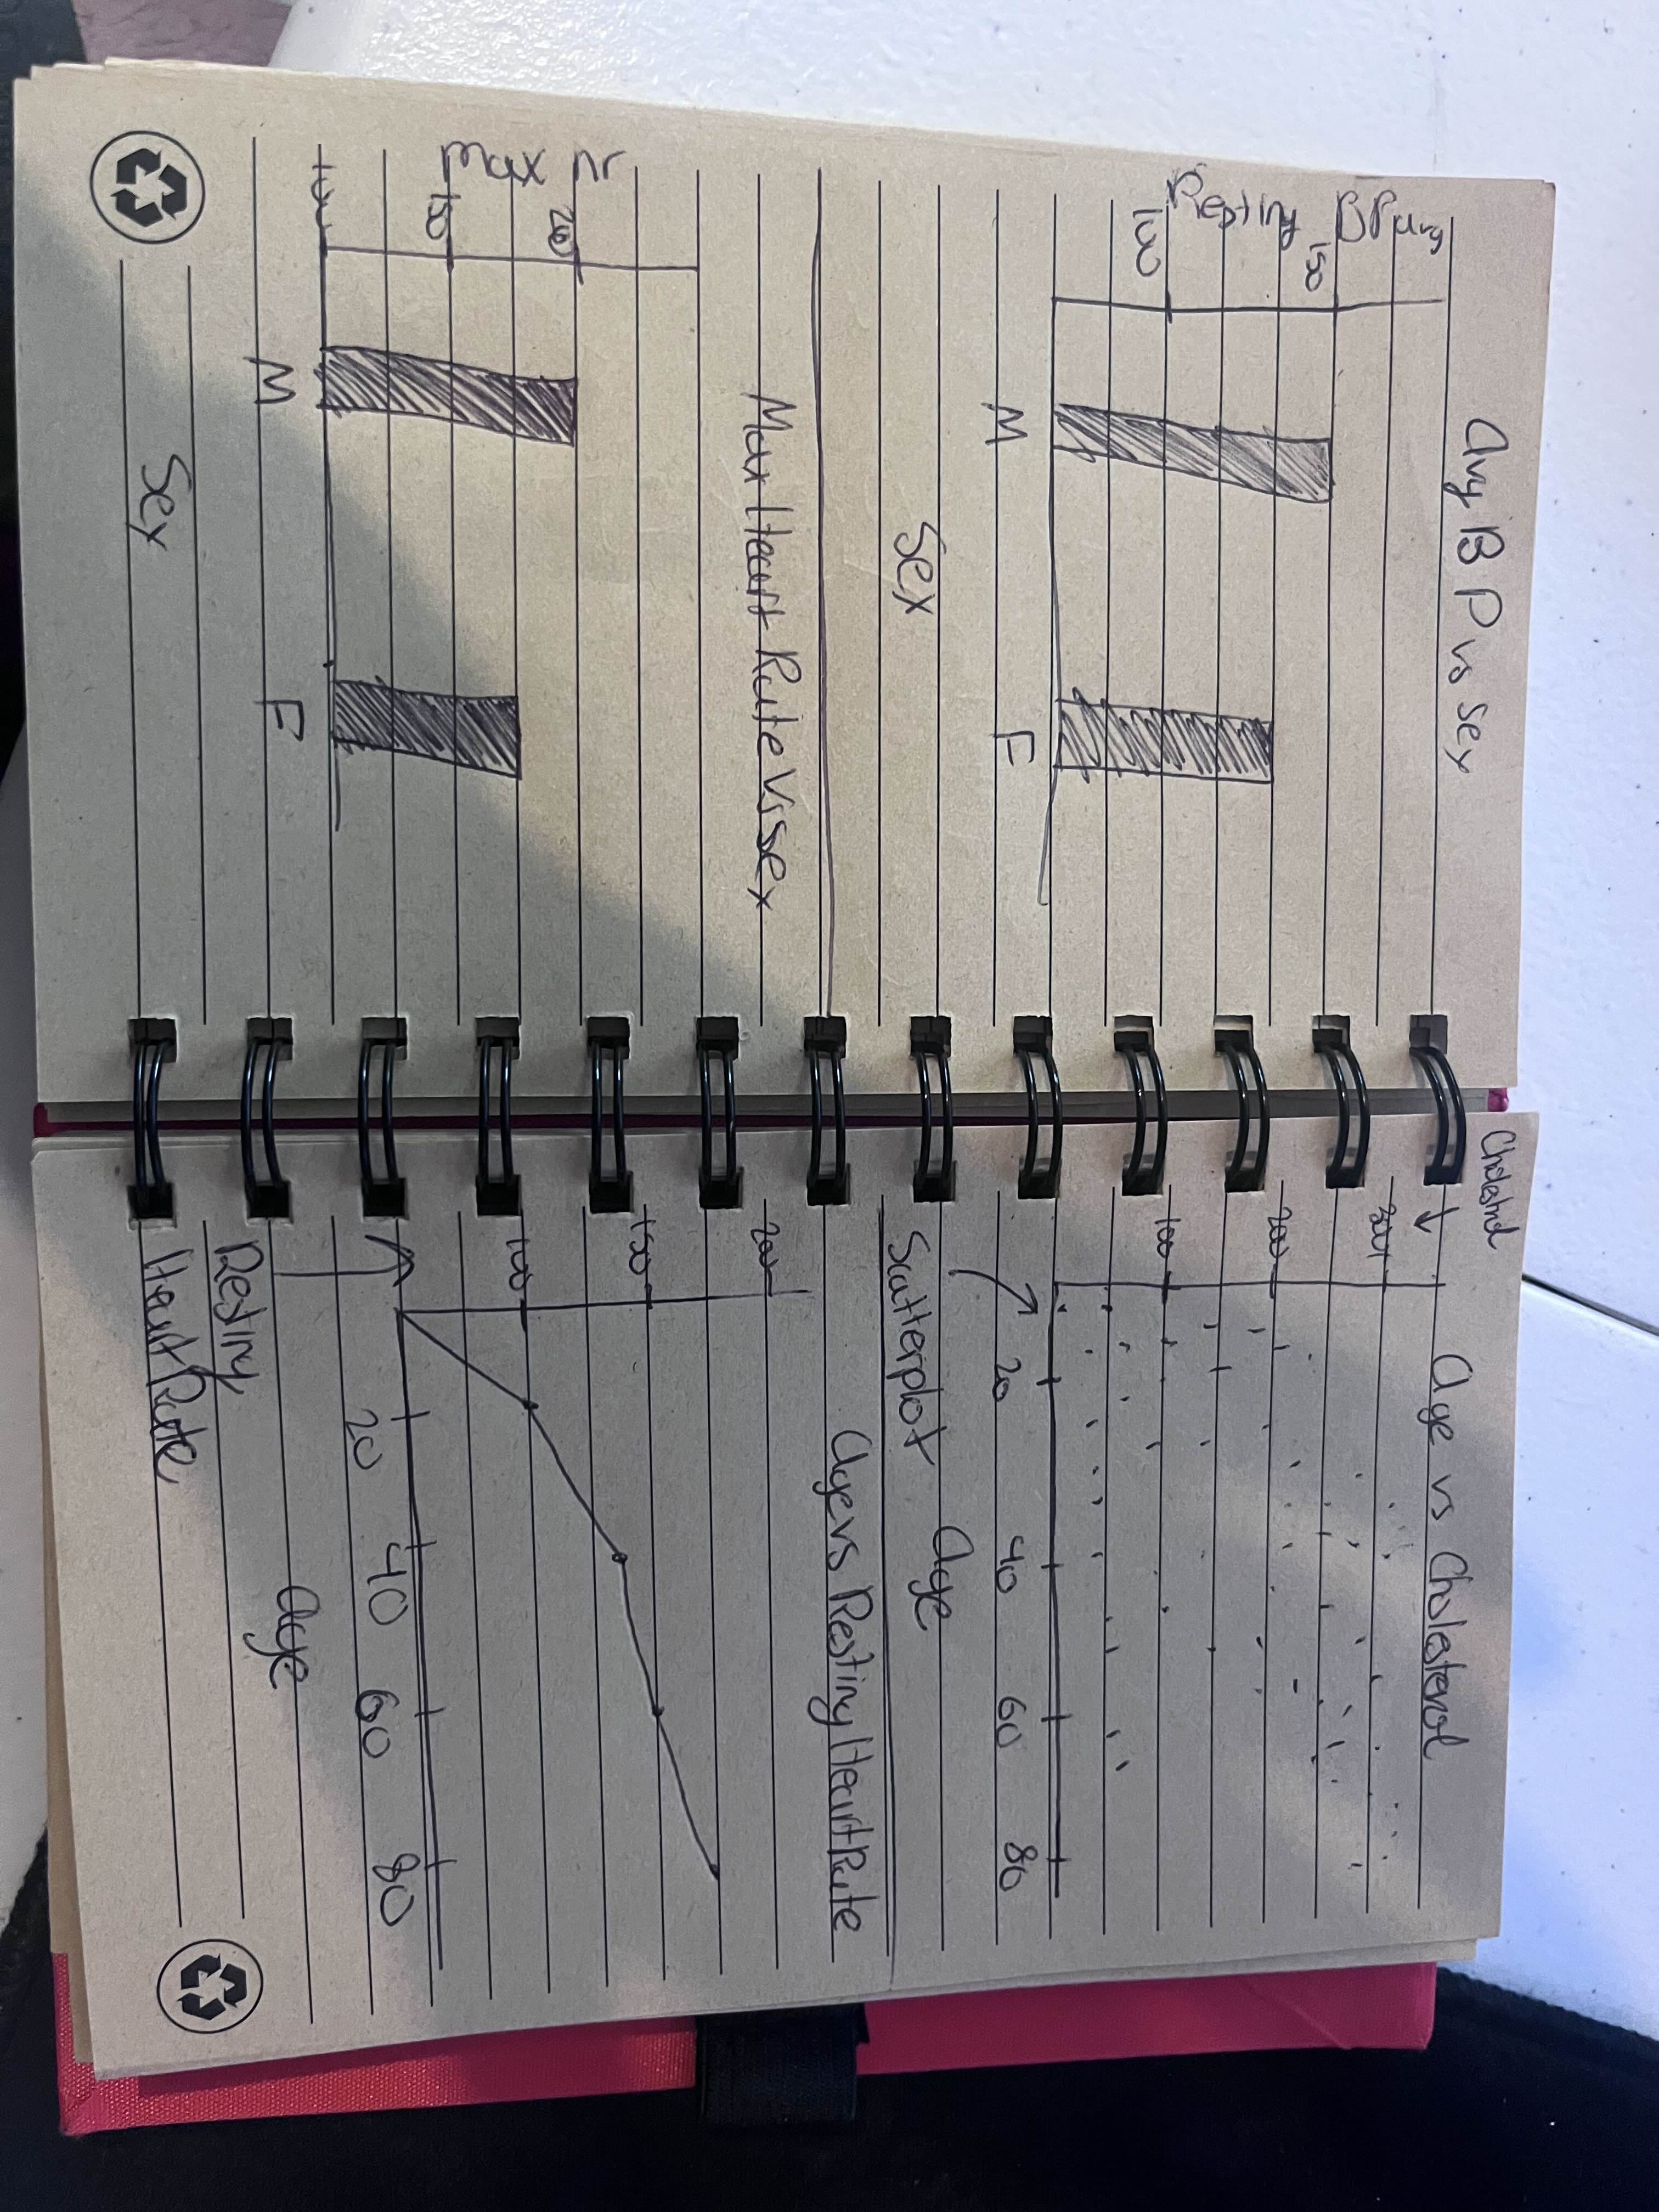 Avg BP vs Sex
Resting BP avg
150
100
M
F
Sex
Max Heart Rate vs Sex
max hr
200
150
100
M
F
Sex
Cholesterol
Age vs Cholesterol
300
200
100
20
40
60
80
Age
Scatterplot
Age vs Resting Heart Rate
200
150
100
20
40
60
80
Age
Resting
Heart Rate